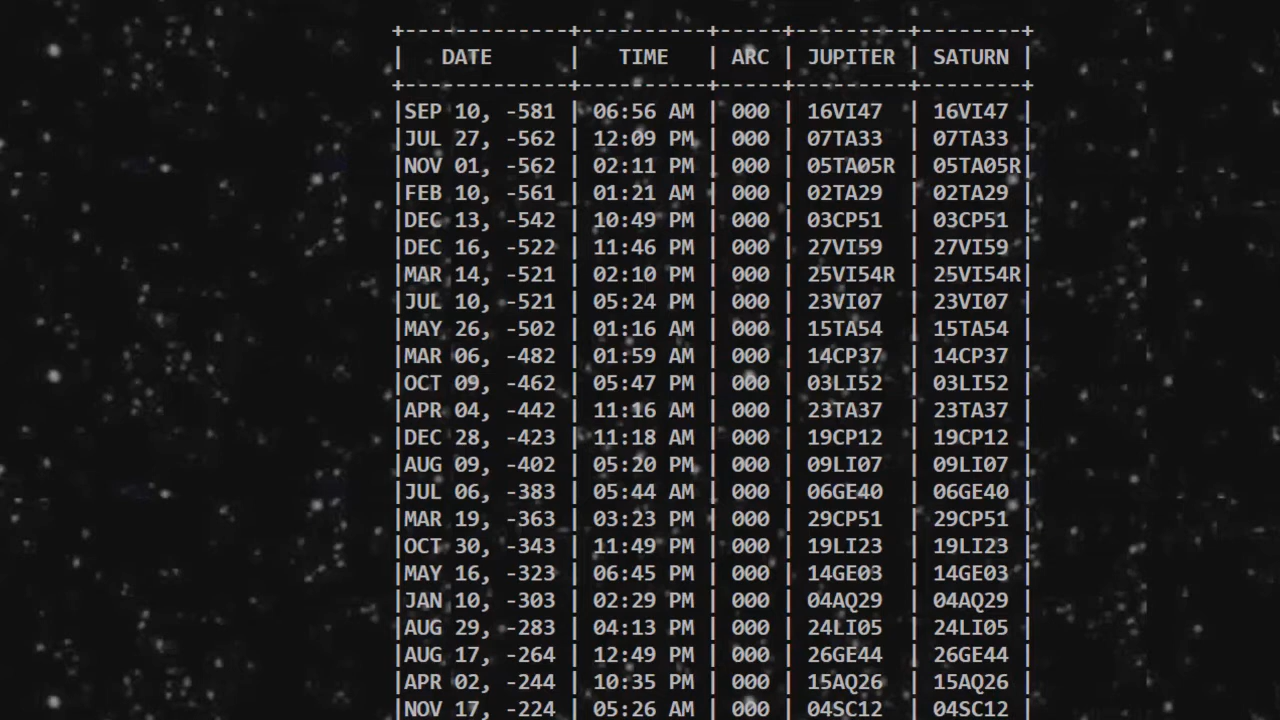 +-------------+----------+-----+---------+--------+
| DATE | TIME | ARC | JUPITER | SATURN |
+-------------+----------+-----+---------+--------+
|SEP 10, -581 | 06:56 AM | 000 | 16VI47 | 16VI47 |
|JUL 27, -562 | 12:09 PM | 000 | 07TA33 | 07TA33 |
|NOV 01, -562 | 02:11 PM | 000 | 05TA05R | 05TA05R|
|FEB 10, -561 | 01:21 AM | 000 | 02TA29 | 02TA29 |
|DEC 13, -542 | 10:49 PM | 000 | 03CP51 | 03CP51 |
|DEC 16, -522 | 11:46 PM | 000 | 27VI59 | 27VI59 |
|MAR 14, -521 | 02:10 PM | 000 | 25VI54R | 25VI54R|
|JUL 10, -521 | 05:24 PM | 000 | 23VI07 | 23VI07 |
|MAY 26, -502 | 01:16 AM | 000 | 15TA54 | 15TA54 |
|MAR 06, -482 | 01:59 AM | 000 | 14CP37 | 14CP37 |
|OCT 09, -462 | 05:47 PM | 000 | 03LI52 | 03LI52 |
|APR 04, -442 | 11:16 AM | 000 | 23TA37 | 23TA37 |
|DEC 28, -423 | 11:18 AM | 000 | 19CP12 | 19CP12 |
|AUG 09, -402 | 05:20 PM | 000 | 09LI07 | 09LI07 |
|JUL 06, -383 | 05:44 AM | 000 | 06GE40 | 06GE40 |
|MAR 19, -363 | 03:23 PM | 000 | 29CP51 | 29CP51 |
|OCT 30, -343 | 11:49 PM | 000 | 19LI23 | 19LI23 |
|MAY 16, -323 | 06:45 PM | 000 | 14GE03 | 14GE03 |
|JAN 10, -303 | 02:29 PM | 000 | 04AQ29 | 04AQ29 |
|AUG 29, -283 | 04:13 PM | 000 | 24LI05 | 24LI05 |
|AUG 17, -264 | 12:49 PM | 000 | 26GE44 | 26GE44 |
|APR 02, -244 | 10:35 PM | 000 | 15AQ26 | 15AQ26 |
|NOV 17, -224 | 05:26 AM | 000 | 04SC12 | 04SC12 |